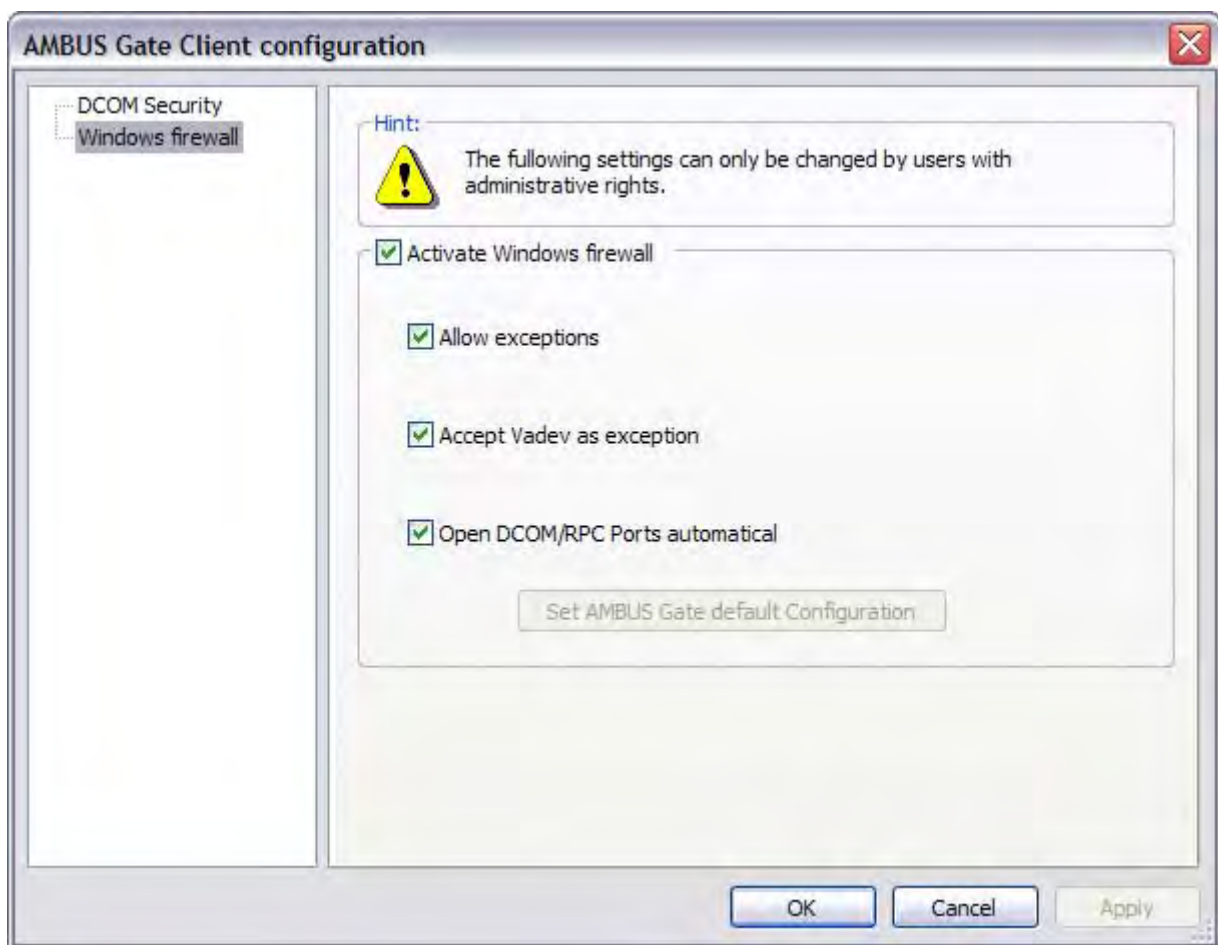 AMBUS Gate Client configuration
DCOM Security
Windows firewall
Hint:
The fullowing settings can only be changed by users with
administrative rights.
Activate Windows firewall
Allow exceptions
Accept Vadev as exception
Open DCOM/RPC Ports automatical
Set AMBUS Gate default Configuration
OK
Cancel
Apply